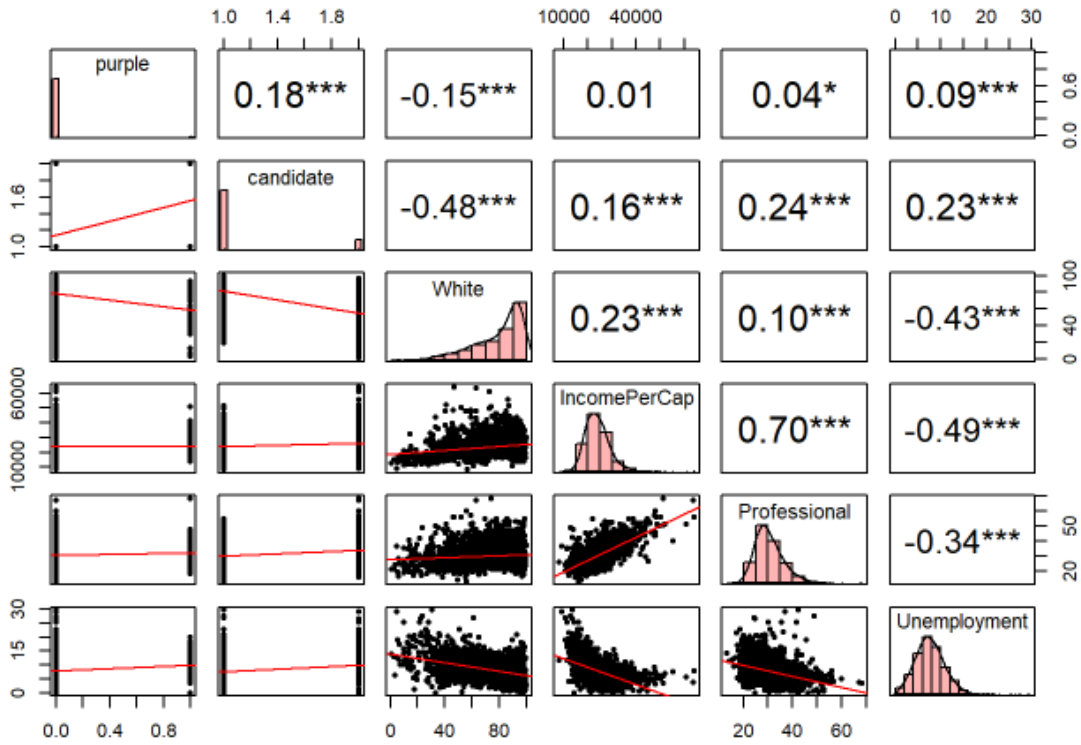 1.0 1.4 1.8 10000 40000 0 10 20 30
purple 0.18*** -0.15*** 0.01 0.04* 0.09*** 0.0 0.6
1.0 1.6 candidate -0.48*** 0.16*** 0.24*** 0.23***
White 0.23*** 0.10*** -0.43*** 0 40 100
10000 60000 IncomePerCap 0.70*** -0.49***
Professional -0.34*** 20 50
0 15 30 Unemployment
0.0 0.4 0.8 0 40 80 20 40 60